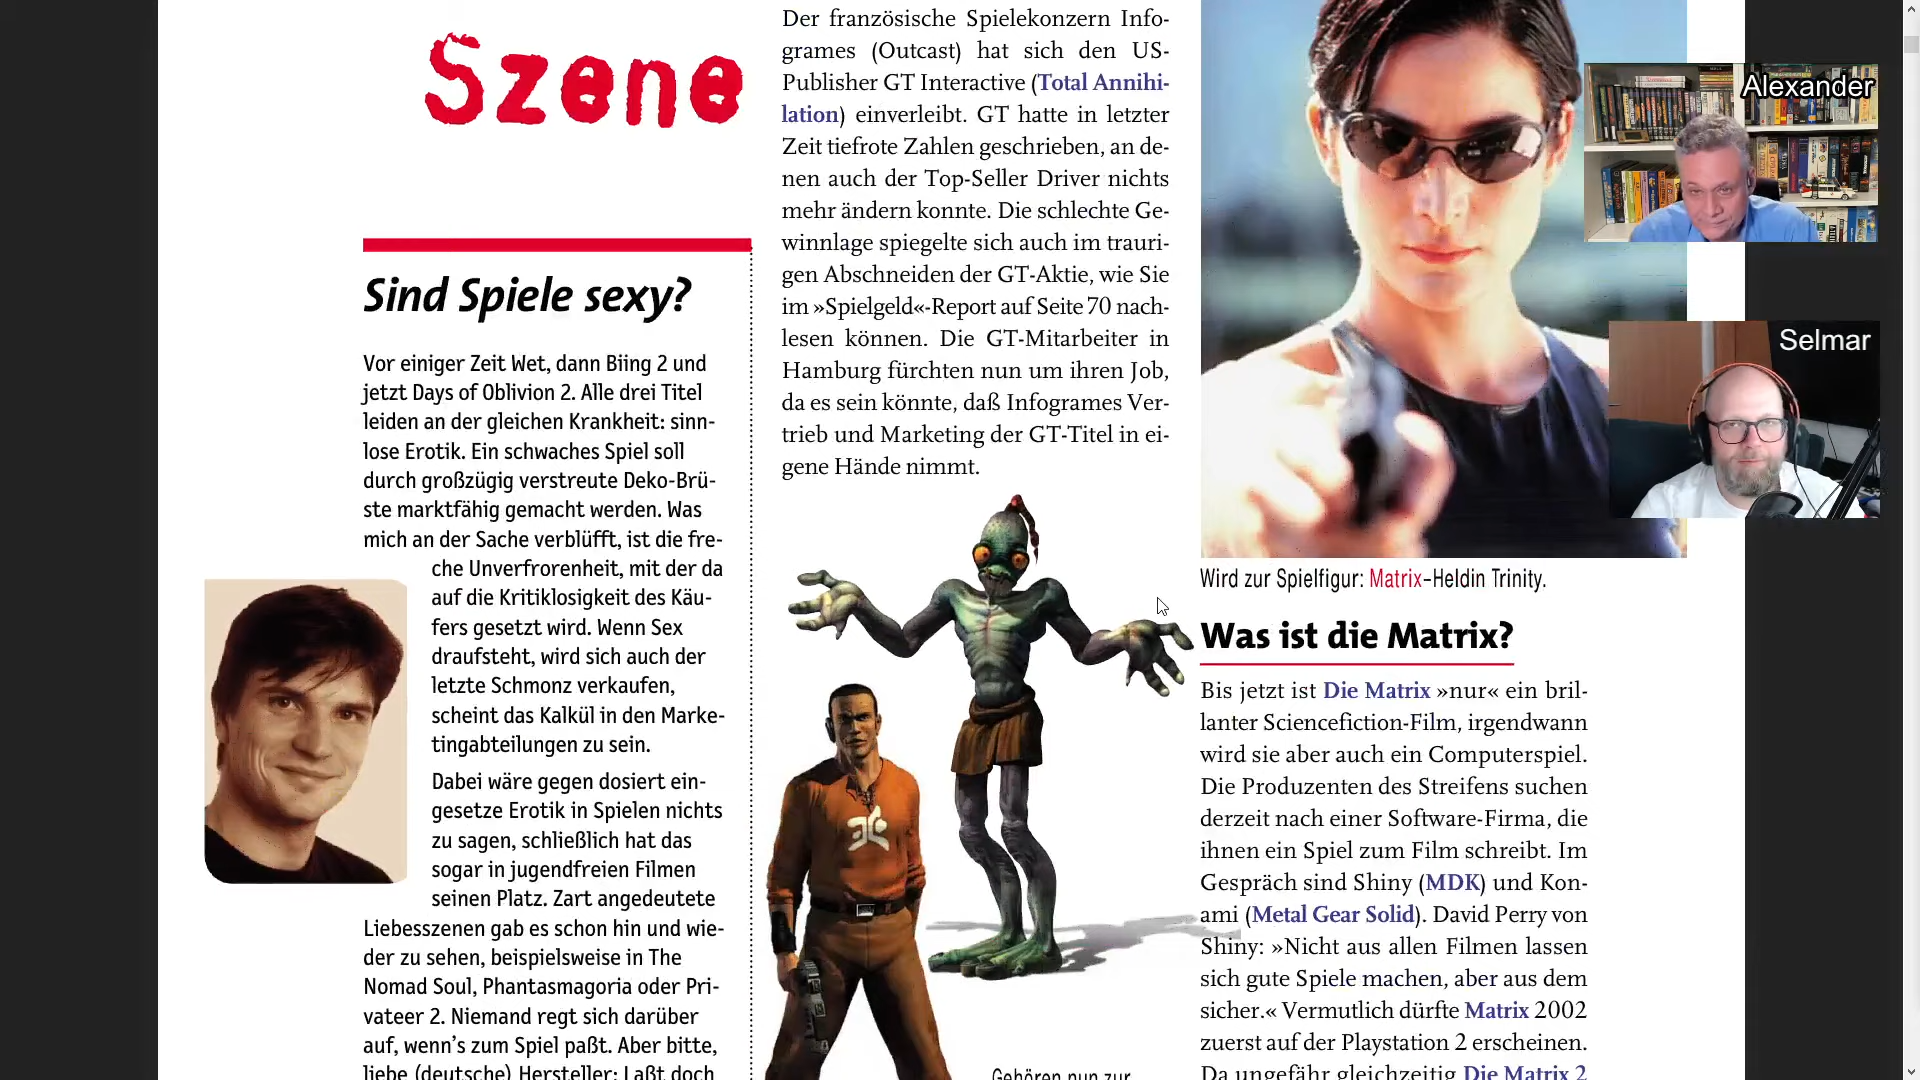 Szene
Sind Spiele sexy?
Vor einiger Zeit Wet, dann Biing 2 und
jetzt Days of Oblivion 2. Alle drei Titel
leiden an der gleichen Krankheit: sinn-
lose Erotik. Ein schwaches Spiel soll
durch großzügig verstreute Deko-Brü-
ste marktfähig gemacht werden. Was
mich an der Sache verblüfft, ist die fre-
che Unverfrorenheit, mit der da
auf die Kritiklosigkeit des Käu-
fers gesetzt wird. Wenn Sex
draufsteht, wird sich auch der
letzte Schmonz verkaufen,
scheint das Kalkül in den Marke-
tingabteilungen zu sein.
Dabei wäre gegen dosiert ein-
gesetze Erotik in Spielen nichts
zu sagen, schließlich hat das
sogar in jugendfreien Filmen
seinen Platz. Zart angedeutete
Liebesszenen gab es schon hin und wie-
der zu sehen, beispielsweise in The
Nomad Soul, Phantasmagoria oder Pri-
vateer 2. Niemand regt sich darüber
auf, wenn's zum Spiel paßt. Aber bitte,
liebe (deutsche) Hersteller: Laßt doch
Der französische Spielekonzern Info-
grames (Outcast) hat sich den US-
Publisher GT Interactive (Total Annihi-
lation) einverleibt. GT hatte in letzter
Zeit tiefrote Zahlen geschrieben, an de-
nen auch der Top-Seller Driver nichts
mehr ändern konnte. Die schlechte Ge-
winnlage spiegelte sich auch im trauri-
gen Abschneiden der GT-Aktie, wie Sie
im »Spielgeld«-Report auf Seite 70 nach-
lesen können. Die GT-Mitarbeiter in
Hamburg fürchten nun um ihren Job,
da es sein könnte, daß Infogrames Ver-
trieb und Marketing der GT-Titel in ei-
gene Hände nimmt.
Gehören nun zur
Wird zur Spielfigur: Matrix-Heldin Trinity.
Was ist die Matrix?
Bis jetzt ist Die Matrix »nur« ein bril-
lanter Sciencefiction-Film, irgendwann
wird sie aber auch ein Computerspiel.
Die Produzenten des Streifens suchen
derzeit nach einer Software-Firma, die
ihnen ein Spiel zum Film schreibt. Im
Gespräch sind Shiny (MDK) und Kon-
ami (Metal Gear Solid). David Perry von
Shiny: »Nicht aus allen Filmen lassen
sich gute Spiele machen, aber aus dem
sicher.« Vermutlich dürfte Matrix 2002
zuerst auf der Playstation 2 erscheinen.
Da ungefähr gleichzeitig Die Matrix 2
Alexander
Selmar